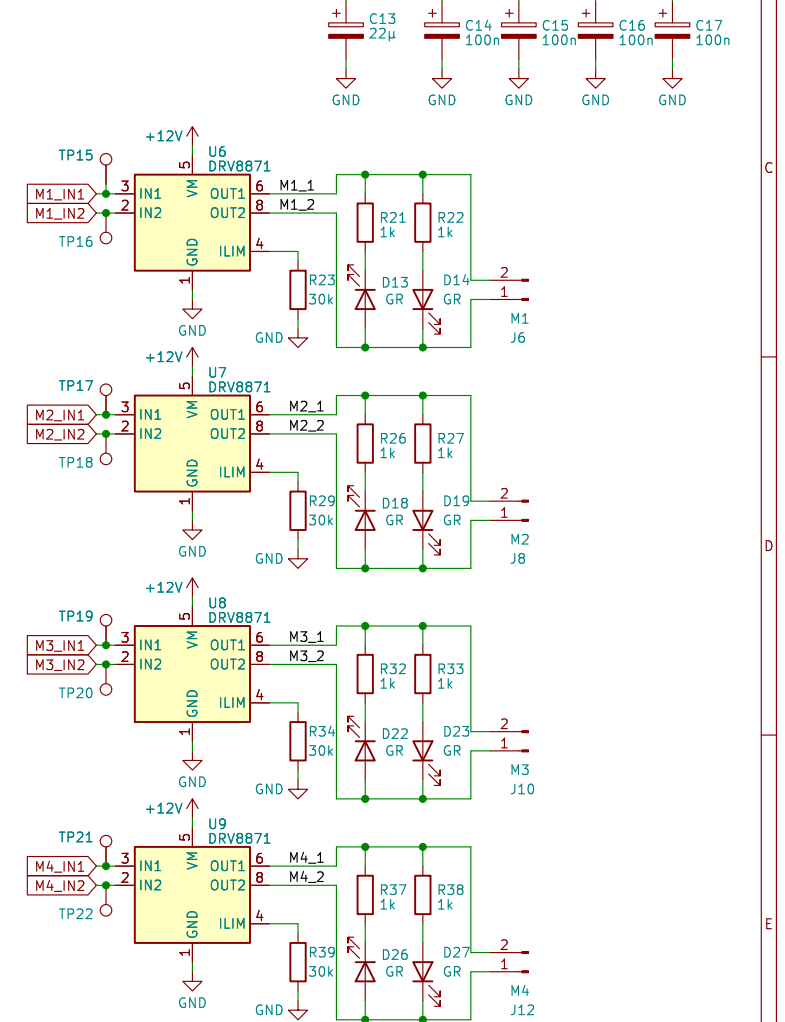 + + + + +
C13 C14 C15 C16 C17
22µ 100n 100n 100n 100n
GND GND GND GND GND
+12V
TP15 U6
DRV8871
C
5
M1_IN1 3 IN1 VM OUT1 6 M1_1
M1_IN2 2 IN2 OUT2 8 M1_2
R21 R22
1k 1k
TP16 GND ILIM 4
1
R23 D13 D14 2
30k GR GR 1
GND GND M1
J6
+12V
TP17 U7
DRV8871
5
M2_IN1 3 IN1 VM OUT1 6 M2_1
M2_IN2 2 IN2 OUT2 8 M2_2
R26 R27
1k 1k
TP18 GND ILIM 4
1
R29 D18 D19 2
30k GR GR 1
GND GND M2
J8
D
+12V
TP19 U8
DRV8871
5
M3_IN1 3 IN1 VM OUT1 6 M3_1
M3_IN2 2 IN2 OUT2 8 M3_2
R32 R33
1k 1k
TP20 GND ILIM 4
1
R34 D22 D23 2
30k GR GR 1
GND GND M3
J10
+12V
TP21 U9
DRV8871
5
M4_IN1 3 IN1 VM OUT1 6 M4_1
M4_IN2 2 IN2 OUT2 8 M4_2
R37 R38
1k 1k
TP22 GND ILIM 4
E
1
R39 D26 D27 2
30k GR GR 1
GND GND M4
J12